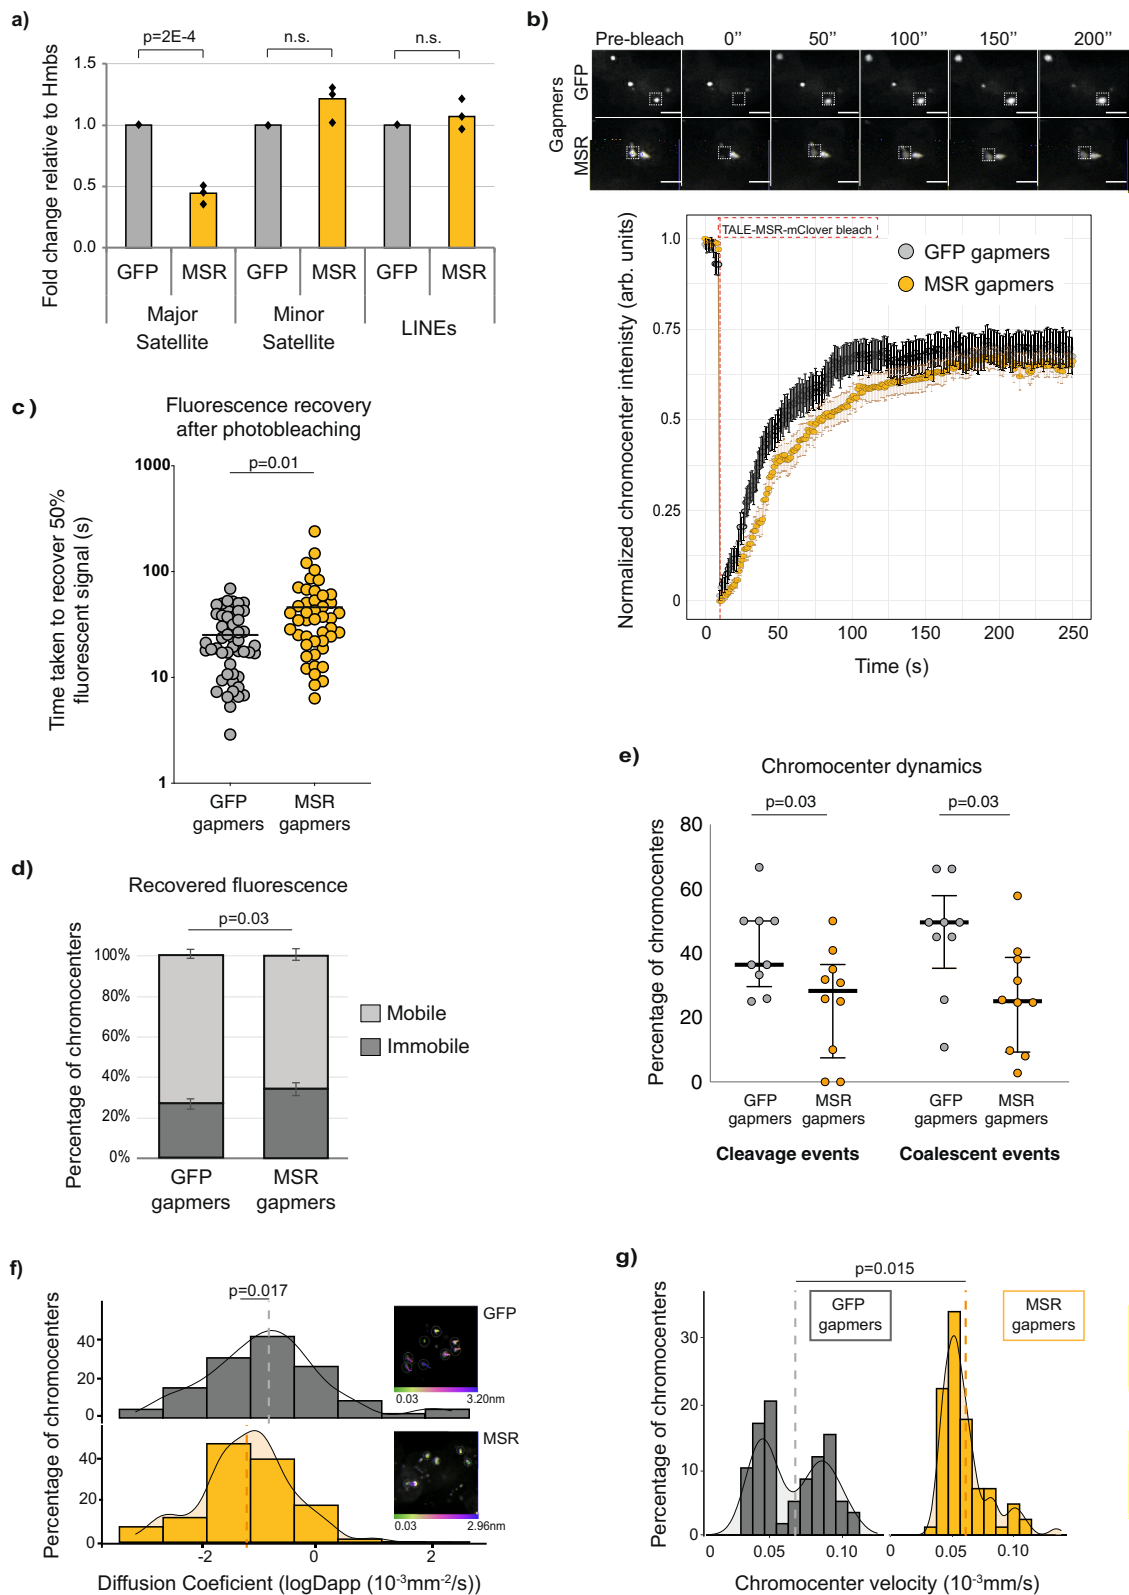 a)
p=2E-4
n.s.
n.s.
Fold change relative to Hmbs
1.5
1.0
0.5
0.0
GFP
MSR
GFP
MSR
GFP
MSR
Major
Satellite
Minor
Satellite
LINEs
b)
Pre-bleach
0’’
50’’
100’’
150’’
200’’
Gapmers
GFP
MSR
TALE-MSR-mClover bleach
GFP gapmers
MSR gapmers
Normalized chromocenter intenisty (arb. units)
1.0
0.75
0.5
0.25
0
0
50
100
150
200
250
Time (s)
c)
Fluorescence recovery
after photobleaching
p=0.01
Time taken to recover 50%
fluorescent signal (s)
1000
100
10
1
GFP
gapmers
MSR
gapmers
d)
Recovered fluorescence
p=0.03
Percentage of chromocenters
100%
80%
60%
40%
20%
0%
Mobile
Immobile
GFP
gapmers
MSR
gapmers
e)
Chromocenter dynamics
p=0.03
p=0.03
Percentage of chromocenters
80
60
40
20
0
GFP
gapmers
MSR
gapmers
GFP
gapmers
MSR
gapmers
Cleavage events
Coalescent events
f)
p=0.017
Percentage of chromocenters
40
20
0
GFP
0.03
3.20nm
Percentage of chromocenters
40
20
0
MSR
0.03
2.96nm
-2
0
2
Diffusion Coeficient (logDapp (10-3mm-2/s))
g)
p=0.015
GFP
gapmers
MSR
gapmers
Percentage of chromocenters
30
20
10
0
0
0.05
0.10
0
0.05
0.10
Chromocenter velocity (10-3mm/s)